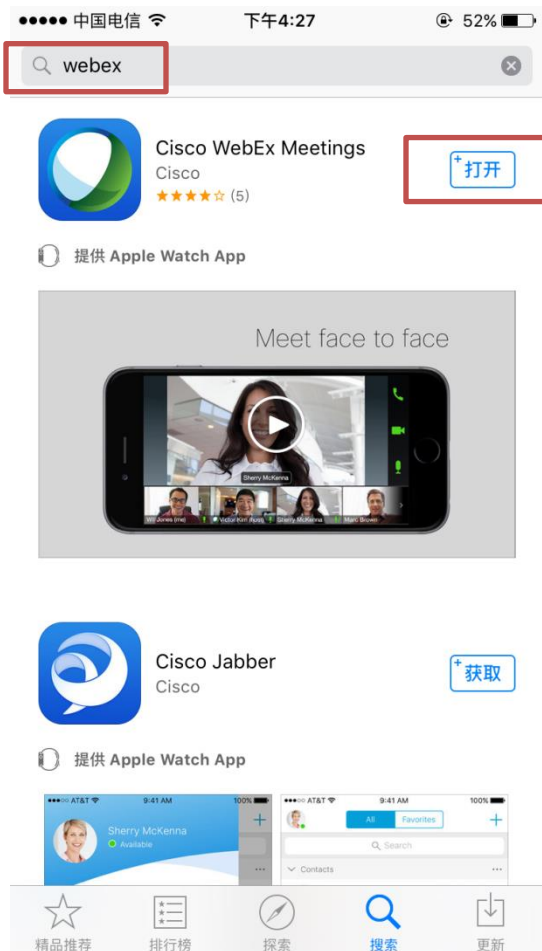 中国电信 下午4:27 52%
webex
Cisco WebEx Meetings
Cisco
(5)
+打开
提供 Apple Watch App
Meet face to face
Sherry McKenna
Cisco Jabber
Cisco
+获取
提供 Apple Watch App
AT&T 9:41 AM 100%
Sherry McKenna
Available
AT&T 9:41 AM 100%
All Favorites
Search
Contacts
精品推荐 排行榜 探索 搜索 更新